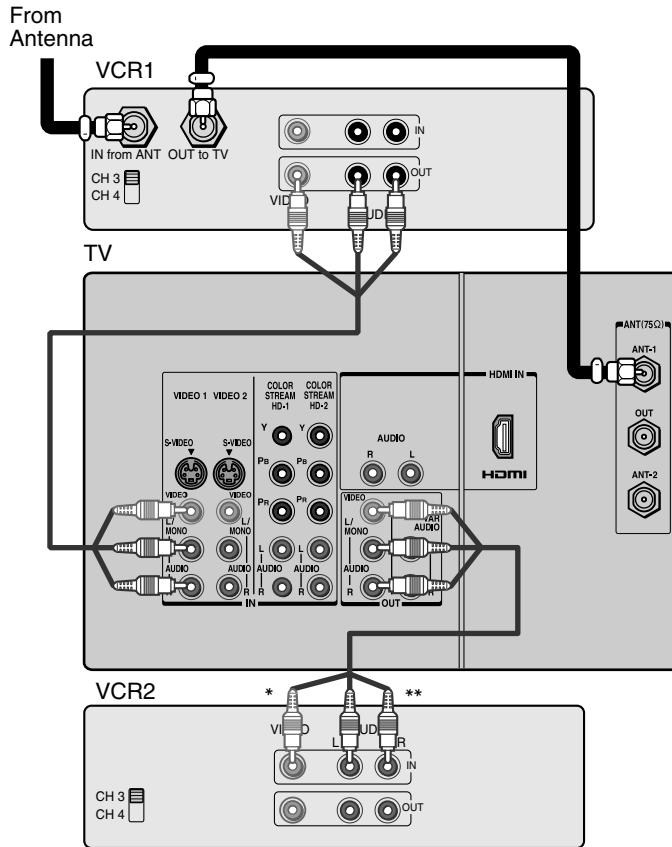 From
Antenna
VCR1
IN from ANT OUT to TV
IN
OUT
CH 3
CH 4
TV
ANT(75Ω)
ANT-1
OUT
ANT-2
HDMI IN
HDMI
VIDEO 1 VIDEO 2
COLOR STREAM HD-1
COLOR STREAM HD-2
AUDIO
R L
S-VIDEO S-VIDEO
Y Y
PB PB
PR PR
VIDEO VIDEO
L/MONO L/MONO
AUDIO AUDIO
R
L L
AUDIO AUDIO
R R
IN
VIDEO
L/MONO
AUDIO
R
OUT
VCR2
* **
L R
IN
OUT
CH 3
CH 4